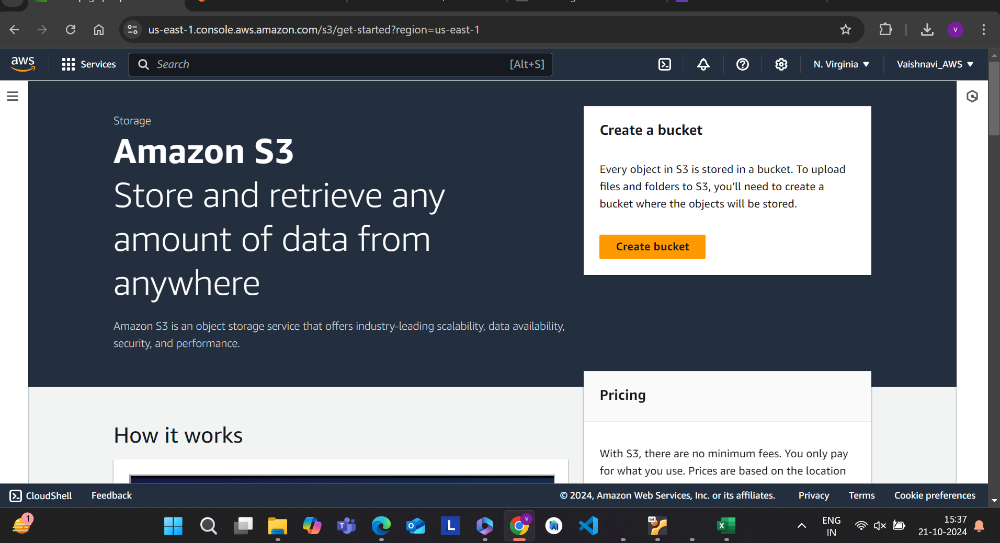 us-east-1.console.aws.amazon.com/s3/get-started?region=us-east-1
V
aws
Services
Search
[Alt+S]
N. Virginia
Vaishnavi_AWS
Storage
Amazon S3
Store and retrieve any
amount of data from
anywhere
Amazon S3 is an object storage service that offers industry-leading scalability, data availability,
security, and performance.
Create a bucket
Every object in S3 is stored in a bucket. To upload
files and folders to S3, you’ll need to create a
bucket where the objects will be stored.
Create bucket
Pricing
With S3, there are no minimum fees. You only pay
for what you use. Prices are based on the location
How it works
CloudShell
Feedback
© 2024, Amazon Web Services, Inc. or its affiliates.
Privacy
Terms
Cookie preferences
1
L
V
64
ENG
IN
15:37
21-10-2024